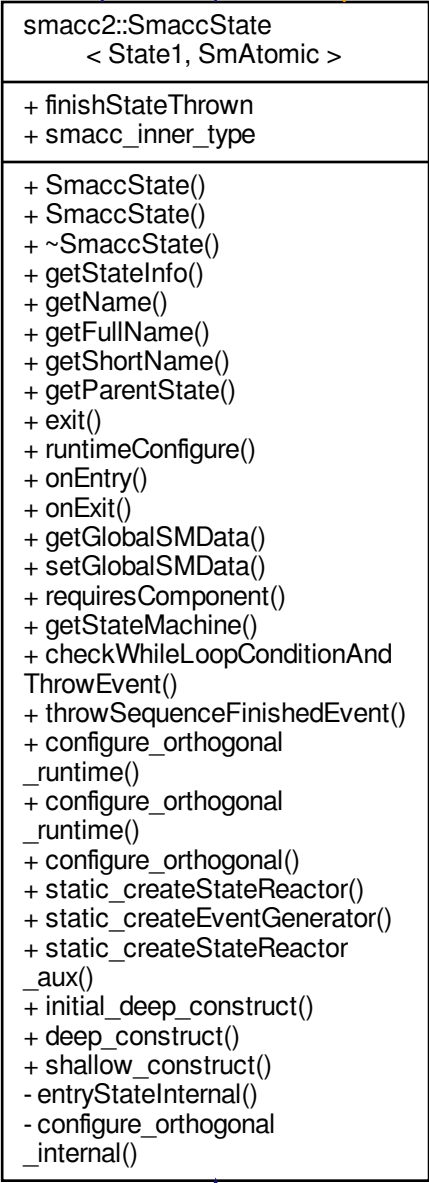 smacc2::SmaccState
< State1, SmAtomic >
+ finishStateThrown
+ smacc_inner_type
+ SmaccState()
+ SmaccState()
+ ~SmaccState()
+ getStateInfo()
+ getName()
+ getFullName()
+ getShortName()
+ getParentState()
+ exit()
+ runtimeConfigure()
+ onEntry()
+ onExit()
+ getGlobalSMData()
+ setGlobalSMData()
+ requiresComponent()
+ getStateMachine()
+ checkWhileLoopConditionAnd
ThrowEvent()
+ throwSequenceFinishedEvent()
+ configure_orthogonal
_runtime()
+ configure_orthogonal
_runtime()
+ configure_orthogonal()
+ static_createStateReactor()
+ static_createEventGenerator()
+ static_createStateReactor
_aux()
+ initial_deep_construct()
+ deep_construct()
+ shallow_construct()
- entryStateInternal()
- configure_orthogonal
_internal()